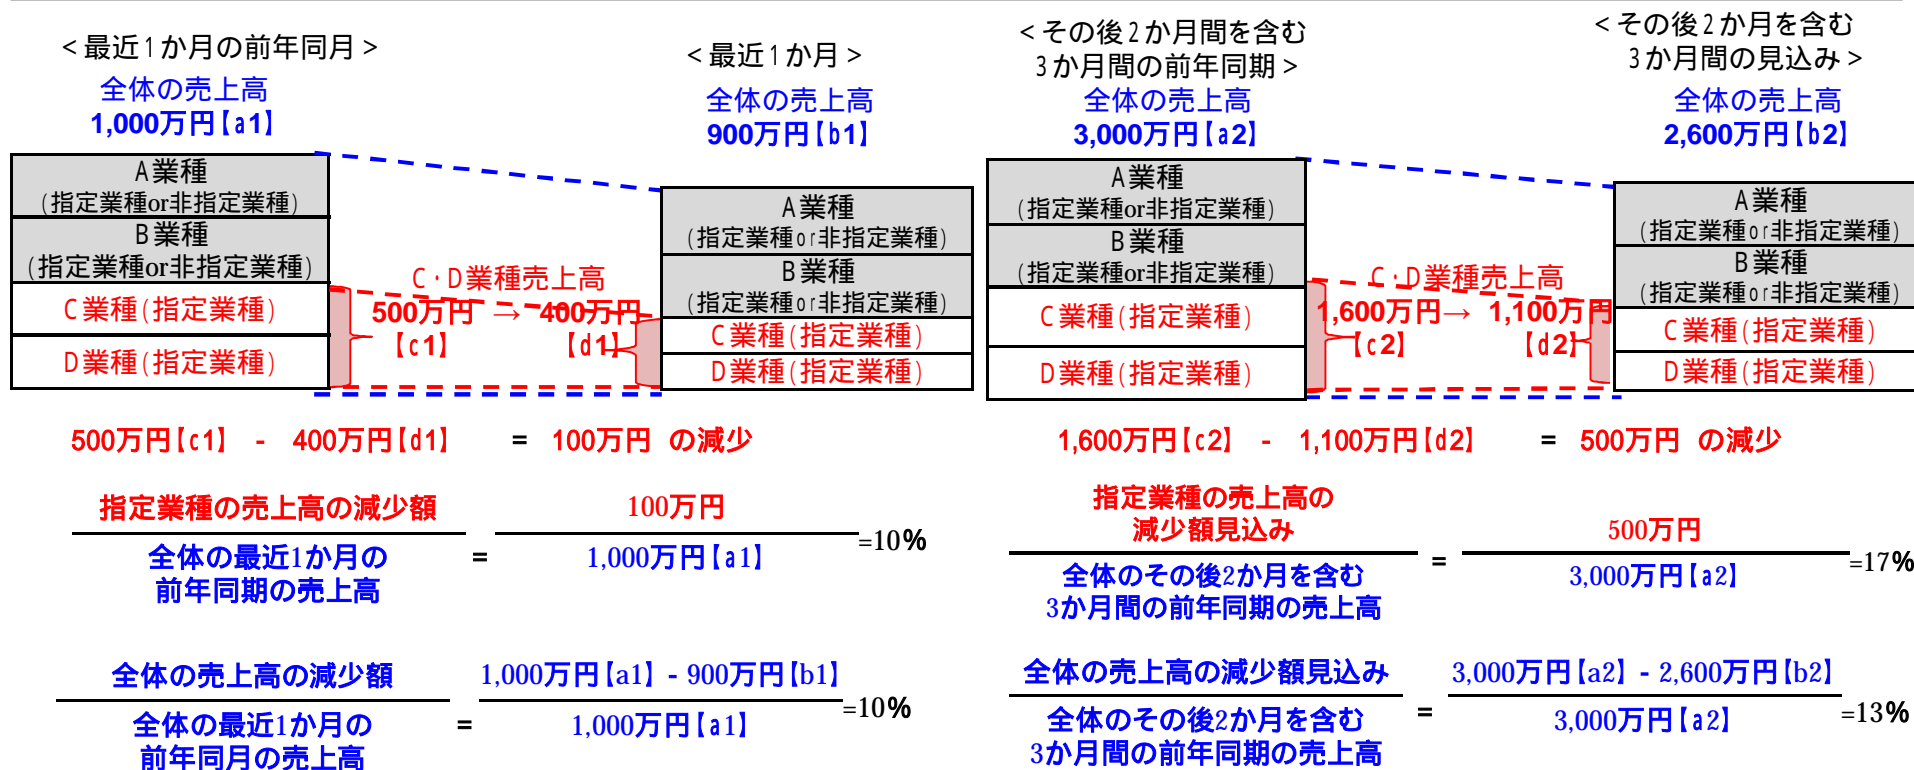 <最近1か月の前年同月>
全体の売上高
1,000万円【a1】
A業種
(指定業種or非指定業種)
B業種
(指定業種or非指定業種)
C業種(指定業種)
D業種(指定業種)
<最近1か月>
全体の売上高
900万円【b1】
A業種
(指定業種or非指定業種)
B業種
(指定業種or非指定業種)
C業種(指定業種)
D業種(指定業種)
C・D業種売上高
500万円 → 400万円
【c1】 【d1】
<その後2か月間を含む
3か月間の前年同期>
全体の売上高
3,000万円【a2】
A業種
(指定業種or非指定業種)
B業種
(指定業種or非指定業種)
C業種(指定業種)
D業種(指定業種)
<その後2か月を含む
3か月間の見込み>
全体の売上高
2,600万円【b2】
A業種
(指定業種or非指定業種)
B業種
(指定業種or非指定業種)
C業種(指定業種)
D業種(指定業種)
C・D業種売上高
1,600万円→ 1,100万円
【c2】 【d2】
500万円【c1】 - 400万円【d1】 = 100万円 の減少
指定業種の売上高の減少額
全体の最近1か月の
前年同期の売上高
=
100万円
1,000万円【a1】
=10%
全体の売上高の減少額
全体の最近1か月の
前年同月の売上高
=
1,000万円【a1】 - 900万円【b1】
1,000万円【a1】
=10%
1,600万円【c2】 - 1,100万円【d2】 = 500万円 の減少
指定業種の売上高の
減少額見込み
全体のその後2か月を含む
3か月間の前年同期の売上高
=
500万円
3,000万円【a2】
=17%
全体の売上高の減少額見込み
全体のその後2か月を含む
3か月間の前年同期の売上高
=
3,000万円【a2】 - 2,600万円【b2】
3,000万円【a2】
=13%